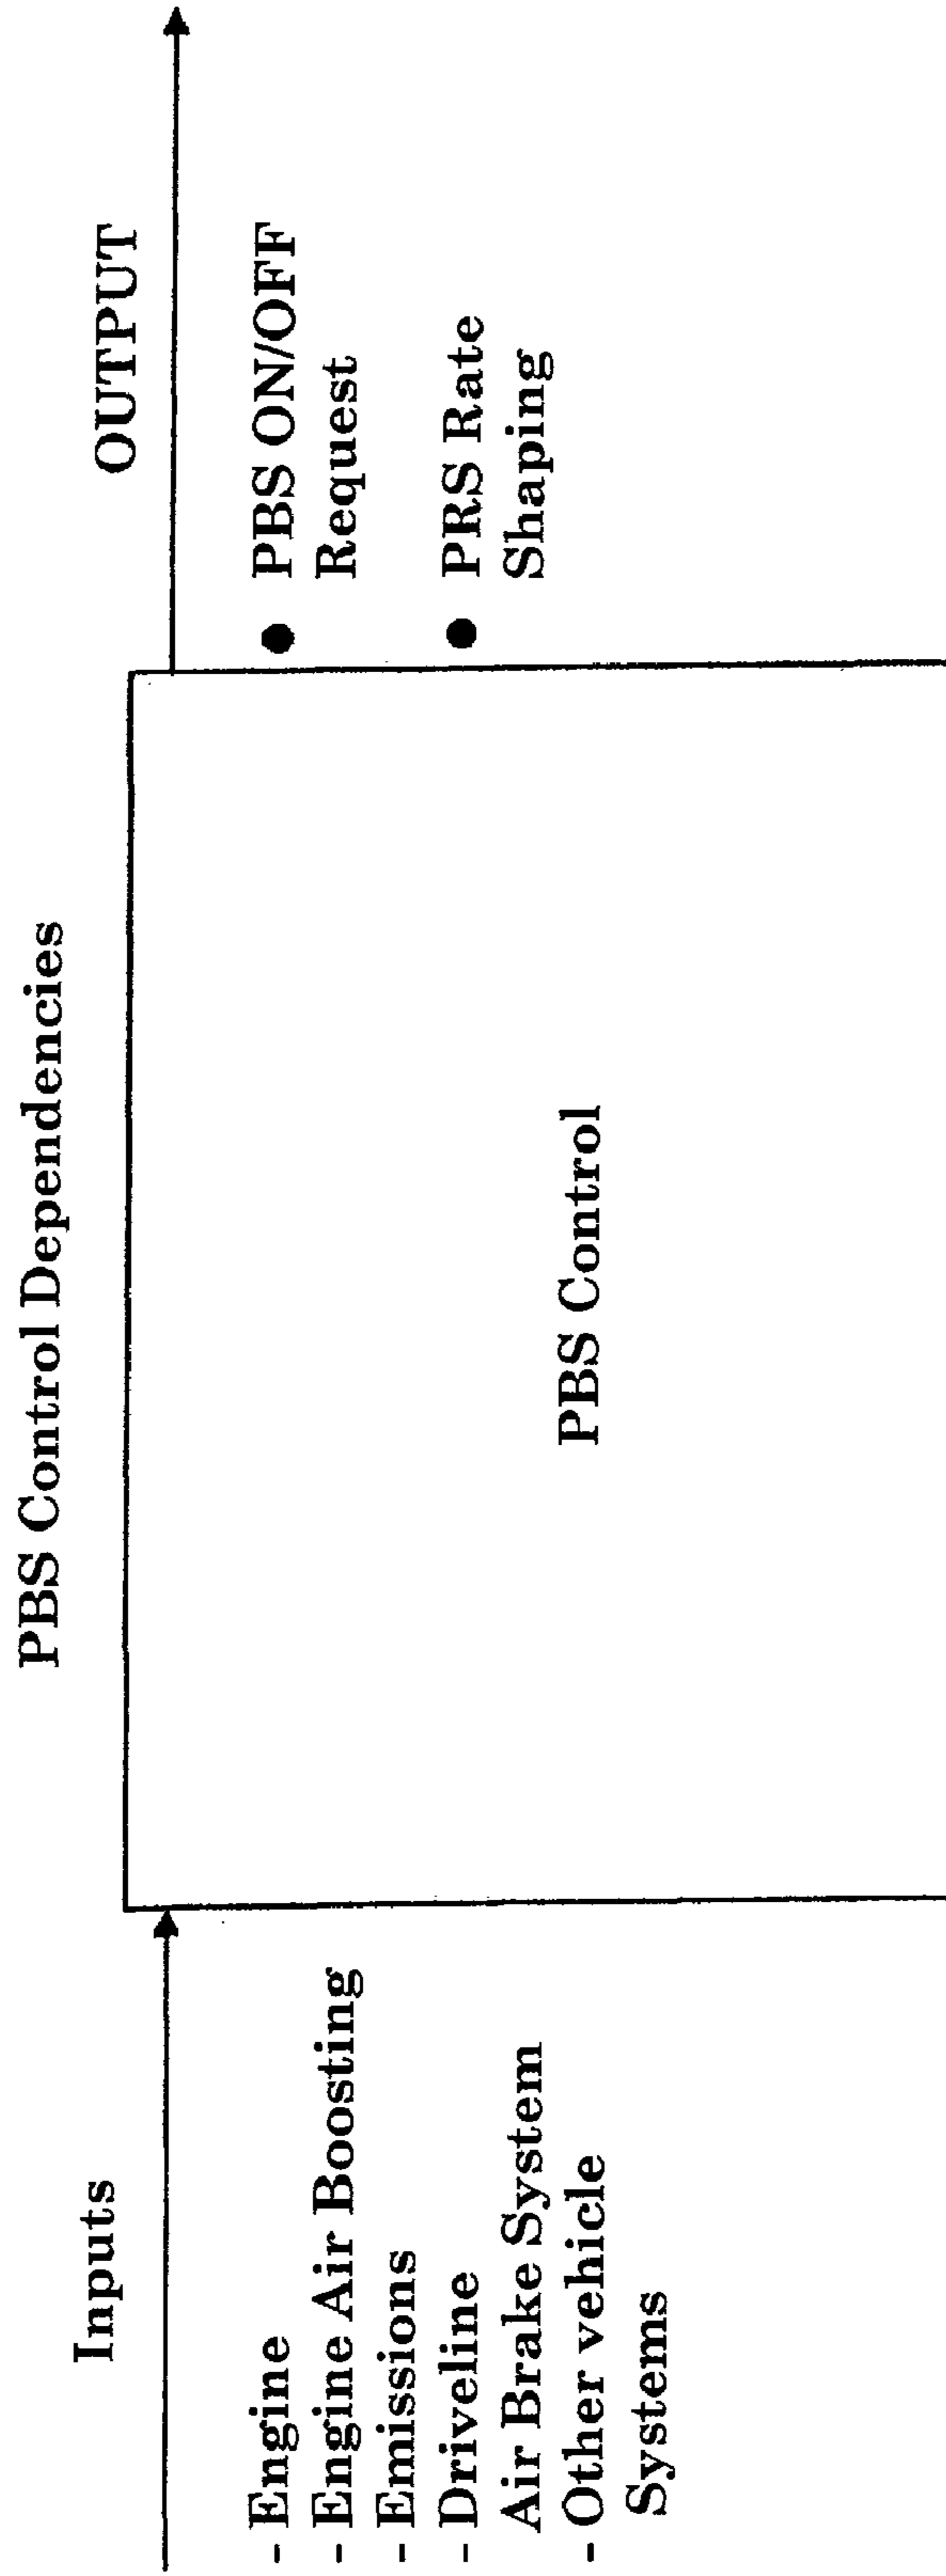 PBS Control Dependencies
Inputs
- Engine
- Engine Air Boosting
- Emissions
- Driveline
Air Brake System
- Other vehicle
Systems
PBS Control
OUTPUT
● PBS ON/OFF
Request
● PRS Rate
Shaping